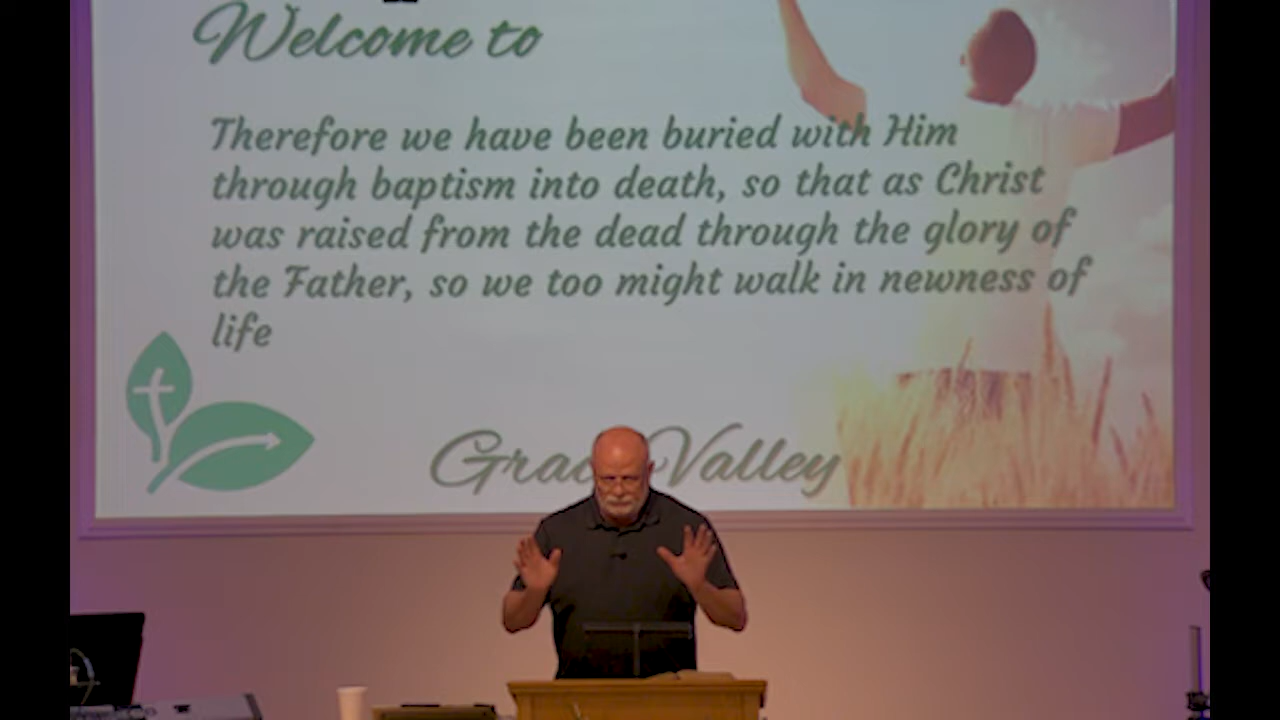 Welcome to
Therefore we have been buried with Him
through baptism into death, so that as Christ
was raised from the dead through the glory of
the Father, so we too might walk in newness of
life
Grac Valley